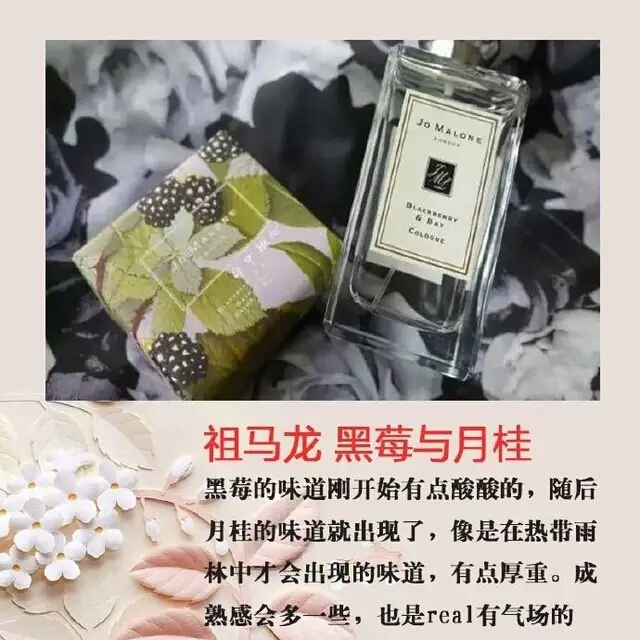 JO MALONE
LONDON
BLACKBERRY
& BAY
COLOGNE
祖马龙 黑莓与月桂
黑莓的味道刚开始有点酸酸的，随后
月桂的味道就出现了，像是在热带雨
林中才会出现的味道，有点厚重。成
熟感会多一些，也是real有气场的